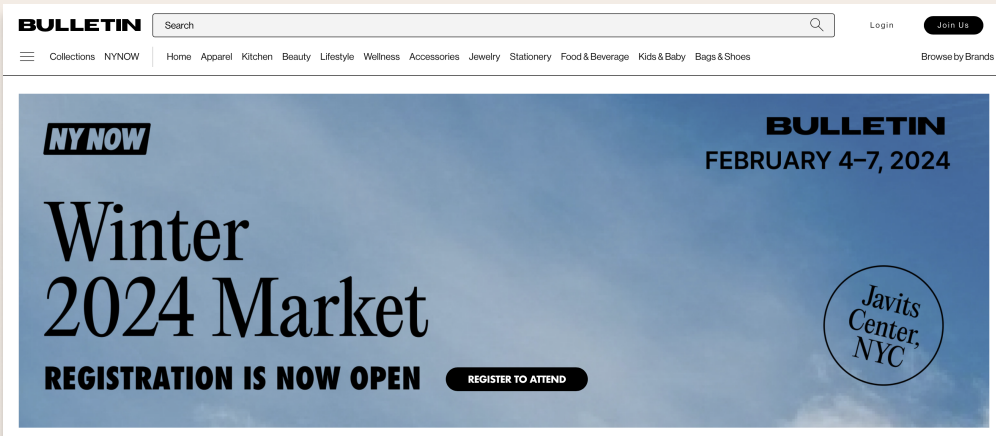 BULLETIN
Search
Login
Join Us
Collections NYNOW Home Apparel Kitchen Beauty Lifestyle Wellness Accessories Jewelry Stationery Food & Beverage Kids & Baby Bags & Shoes Browse by Brands
NY NOW
BULLETIN
FEBRUARY 4–7, 2024
Winter
2024 Market
REGISTRATION IS NOW OPEN
REGISTER TO ATTEND
Javits
Center,
NYC